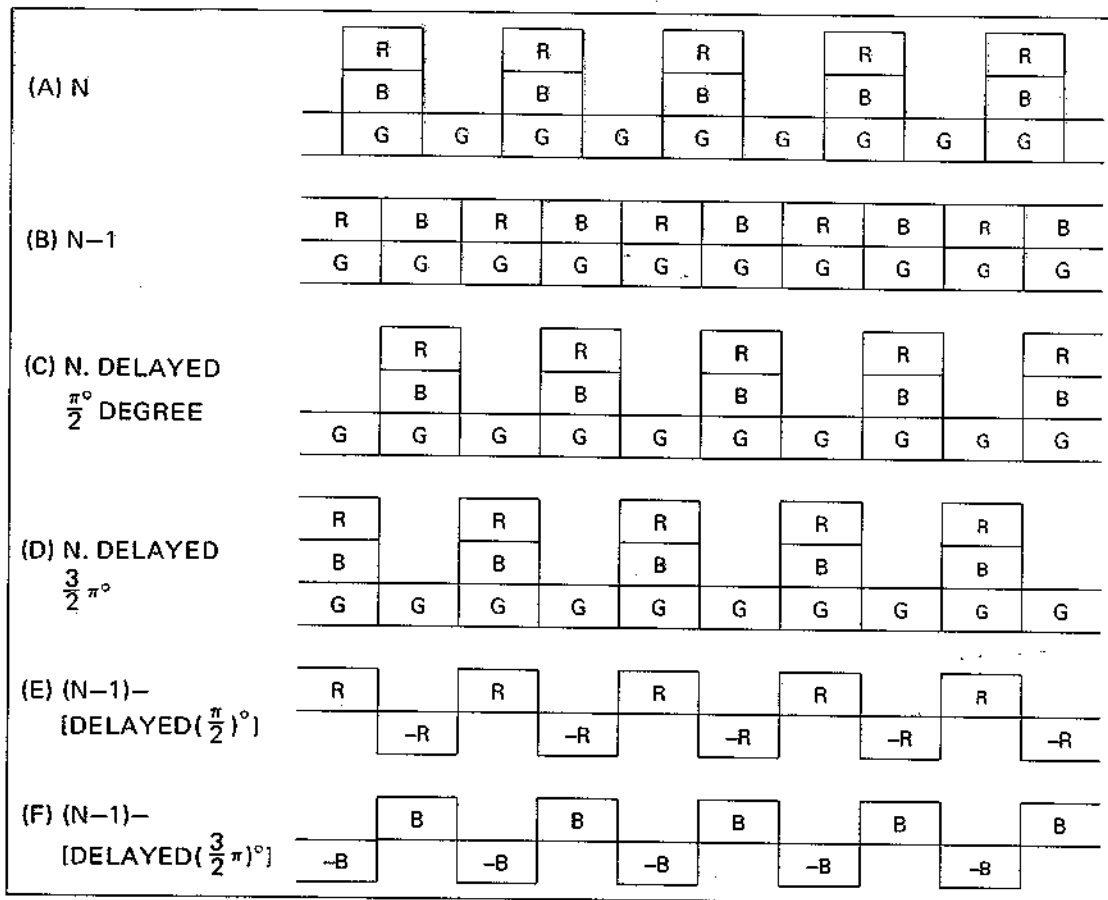 R R R R R
(A) N
B B B B B
G G G G G G G G G
R B R B R B R B R B
(B) N–1
G G G G G G G G G G
R R R R R
(C) N. DELAYED
π/2° DEGREE
B B B B B
G G G G G G G G G G
R R R R R
(D) N. DELAYED
3/2 π°
B B B B B
G G G G G G G G G G
(E) (N–1)–
[DELAYED(π/2)°]
R R R R R
–R –R –R –R –R
(F) (N–1)–
[DELAYED(3/2 π)°]
B B B B B
–B –B –B –B –B